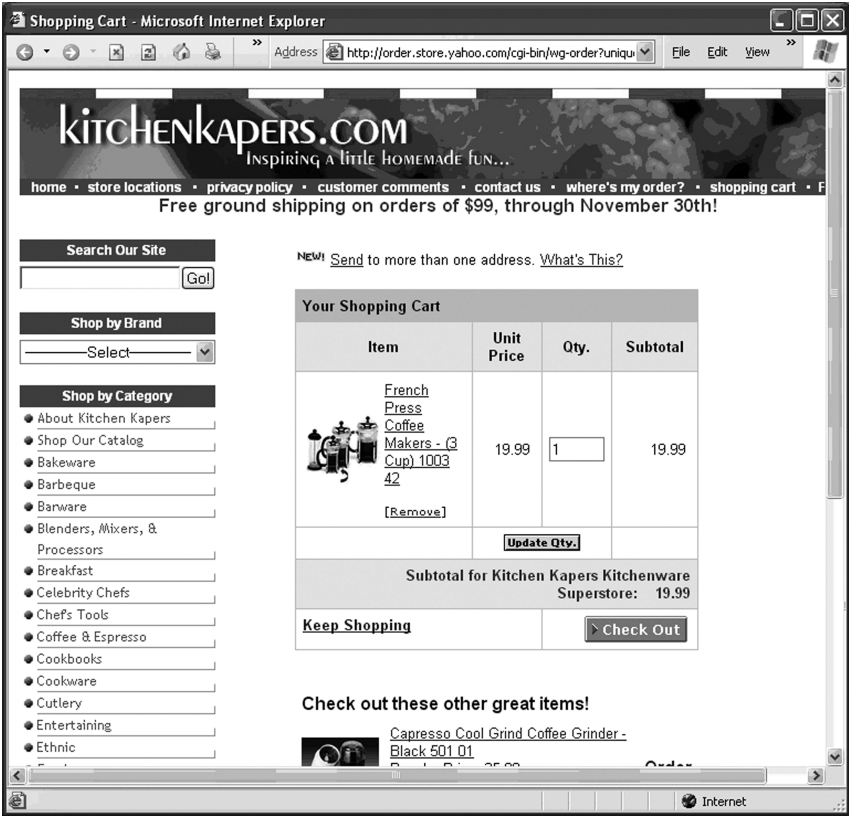 Shopping Cart - Microsoft Internet Explorer
» Address http://order.store.yahoo.com/cgi-bin/wg-order?uniqu File Edit View »
kitchenkapers.com
Inspiring a little homemade fun...
home • store locations • privacy policy • customer comments • contact us • where's my order? • shopping cart • F
Free ground shipping on orders of $99, through November 30th!
Search Our Site
Go!
Shop by Brand
Select
Shop by Category
About Kitchen Kapers
Shop Our Catalog
Bakeware
Barbeque
Barware
Blenders, Mixers, &
Processors
Breakfast
Celebrity Chefs
Chef's Tools
Coffee & Espresso
Cookbooks
Cookware
Cutlery
Entertaining
Ethnic
NEW! Send to more than one address. What's This?
Your Shopping Cart
Item Unit Price Qty. Subtotal
French
Press
Coffee
Makers - (3
Cup) 1003
42
19.99 1 19.99
[Remove]
Update Qty.
Subtotal for Kitchen Kapers Kitchenware
Superstore: 19.99
Keep Shopping Check Out
Check out these other great items!
Capresso Cool Grind Coffee Grinder -
Black 501 01
Order
Internet